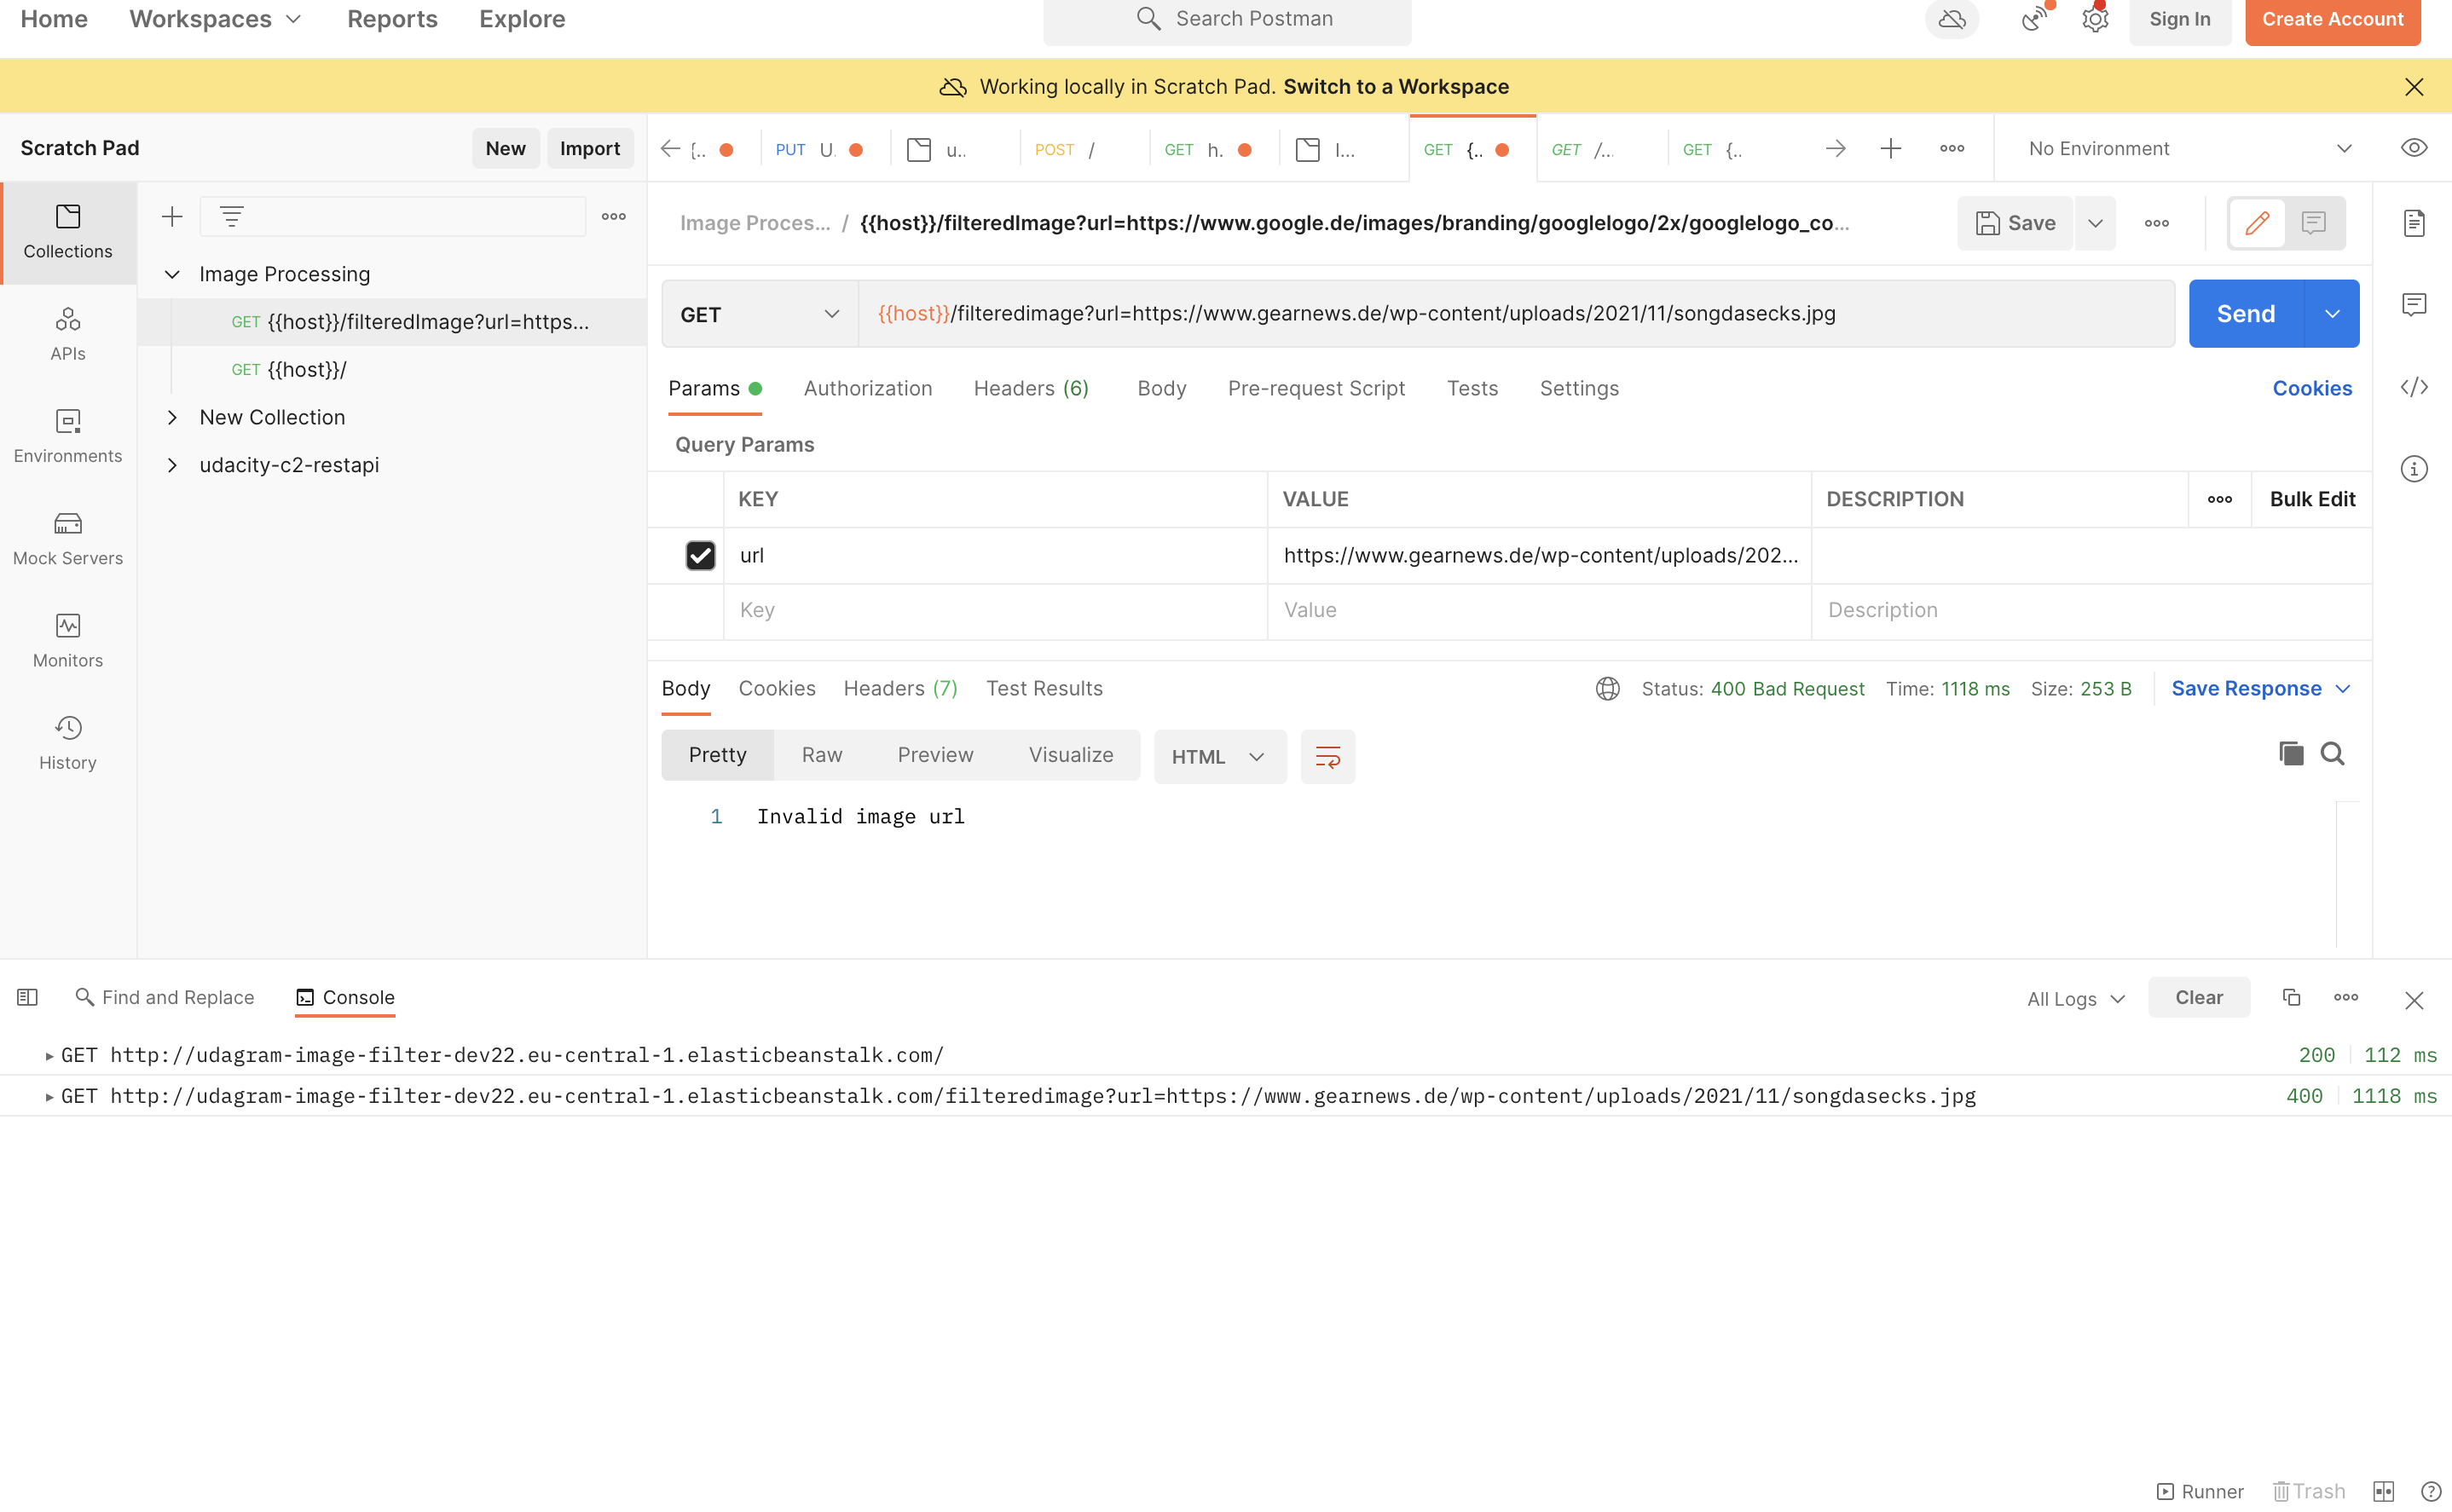 Home Workspaces Reports Explore Search Postman Sign In Create Account
Working locally in Scratch Pad. Switch to a Workspace
Scratch Pad New Import
{.. PUT U. u.. POST / GET h. I... GET {.. GET /... GET {.. No Environment
Collections
APIs
Environments
Mock Servers
Monitors
History
Image Processing
GET {{host}}/filteredImage?url=https...
GET {{host}}/
New Collection
udacity-c2-restapi
Image Proces... / {{host}}/filteredImage?url=https://www.google.de/images/branding/googlelogo/2x/googlelogo_co... Save
GET {{host}}/filteredimage?url=https://www.gearnews.de/wp-content/uploads/2021/11/songdasecks.jpg Send
Params Authorization Headers (6) Body Pre-request Script Tests Settings Cookies
Query Params
KEY VALUE DESCRIPTION Bulk Edit
url https://www.gearnews.de/wp-content/uploads/202...
Key Value Description
Body Cookies Headers (7) Test Results Status: 400 Bad Request Time: 1118 ms Size: 253 B Save Response
Pretty Raw Preview Visualize HTML
1 Invalid image url
Find and Replace Console All Logs Clear
GET http://udagram-image-filter-dev22.eu-central-1.elasticbeanstalk.com/ 200 112 ms
GET http://udagram-image-filter-dev22.eu-central-1.elasticbeanstalk.com/filteredimage?url=https://www.gearnews.de/wp-content/uploads/2021/11/songdasecks.jpg 400 1118 ms
Runner Trash